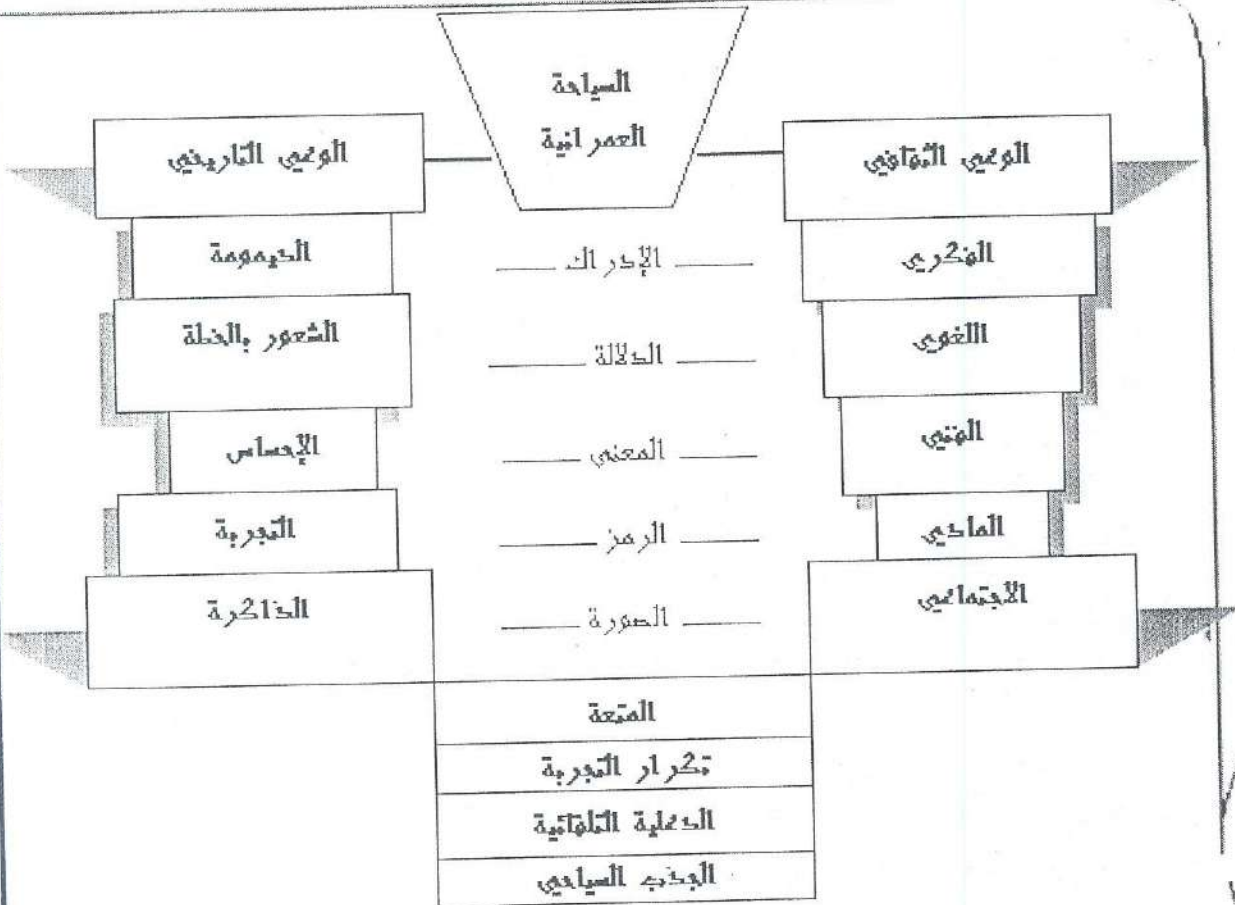 السياحة
العمرانية
الوعي الثقافي
الوعي التاريخي
الفكري
الإدراك
الديمومة
اللغوي
الدلالة
الشعور بالخطة
الفني
المعنى
الإحساس
المادي
الرمز
التجربة
الاجتماعي
الصورة
الذاكرة
المتعة
تكرار التجربة
الدعاية التلقائية
الجذب السياحي